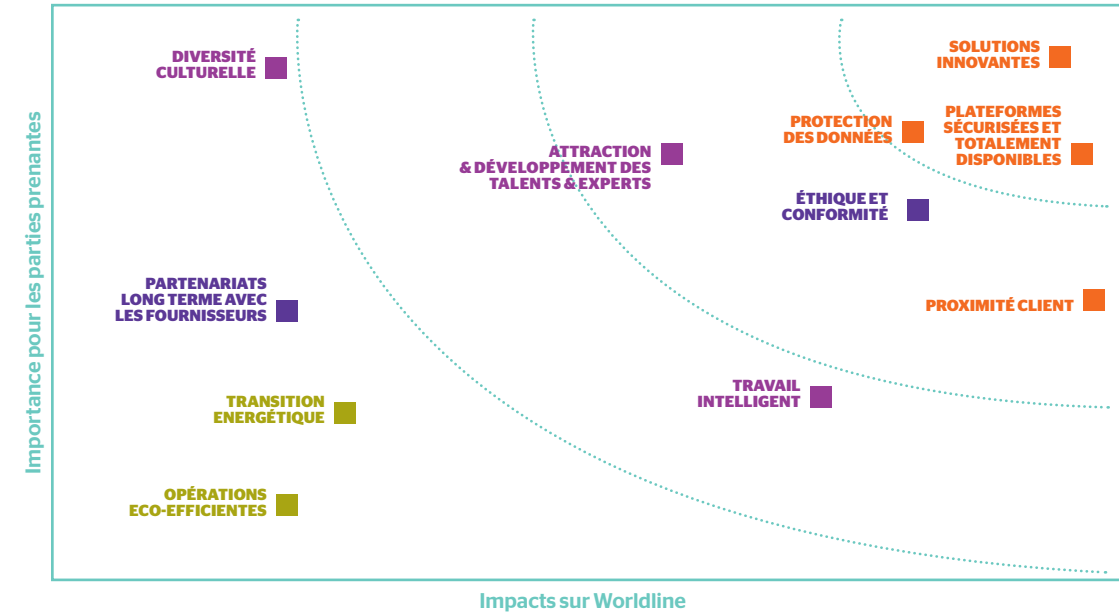 DIVERSITÉ
CULTURELLE
SOLUTIONS
INNOVANTES
PROTECTION
DES DONNÉES
PLATEFORMES
SÉCURISÉES ET
TOTALEMENT
DISPONIBLES
ATTRACTION
& DÉVELOPPEMENT DES
TALENTS & EXPERTS
ÉTHIQUE ET
CONFORMITÉ
PARTENARIATS
LONG TERME AVEC
LES FOURNISSEURS
PROXIMITÉ CLIENT
TRANSITION
ENERGÉTIQUE
TRAVAIL
INTELLIGENT
OPÉRATIONS
ECO-EFFICIENTES
Importance pour les parties prenantes
Impacts sur Worldline